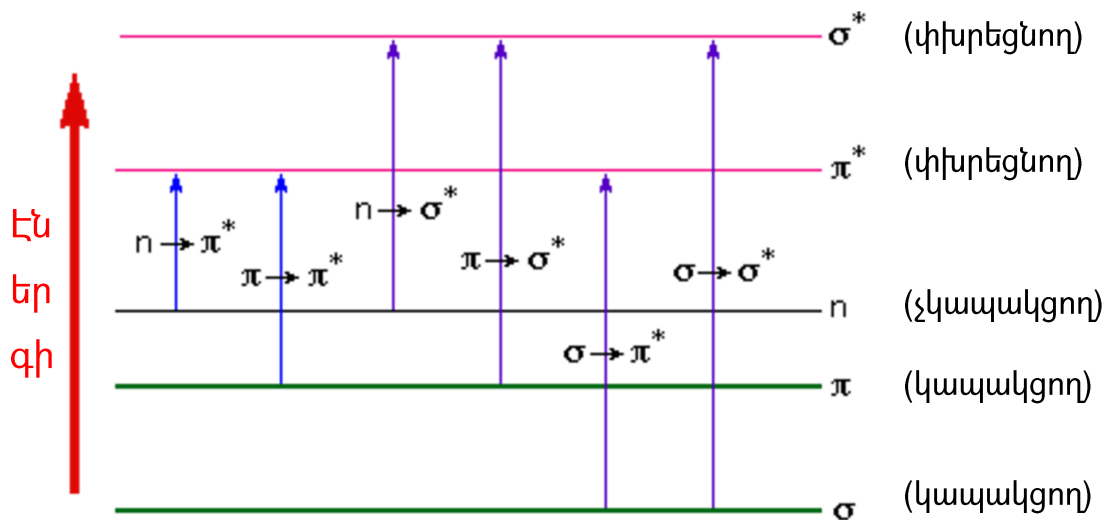 σ* (փխրեցնող)
π* (փխրեցնող)
Էն
եր
գի
n→π*
π→π*
n→σ*
π→σ*
σ→π*
σ→σ*
n (չկապակցող)
π (կապակցող)
σ (կապակցող)